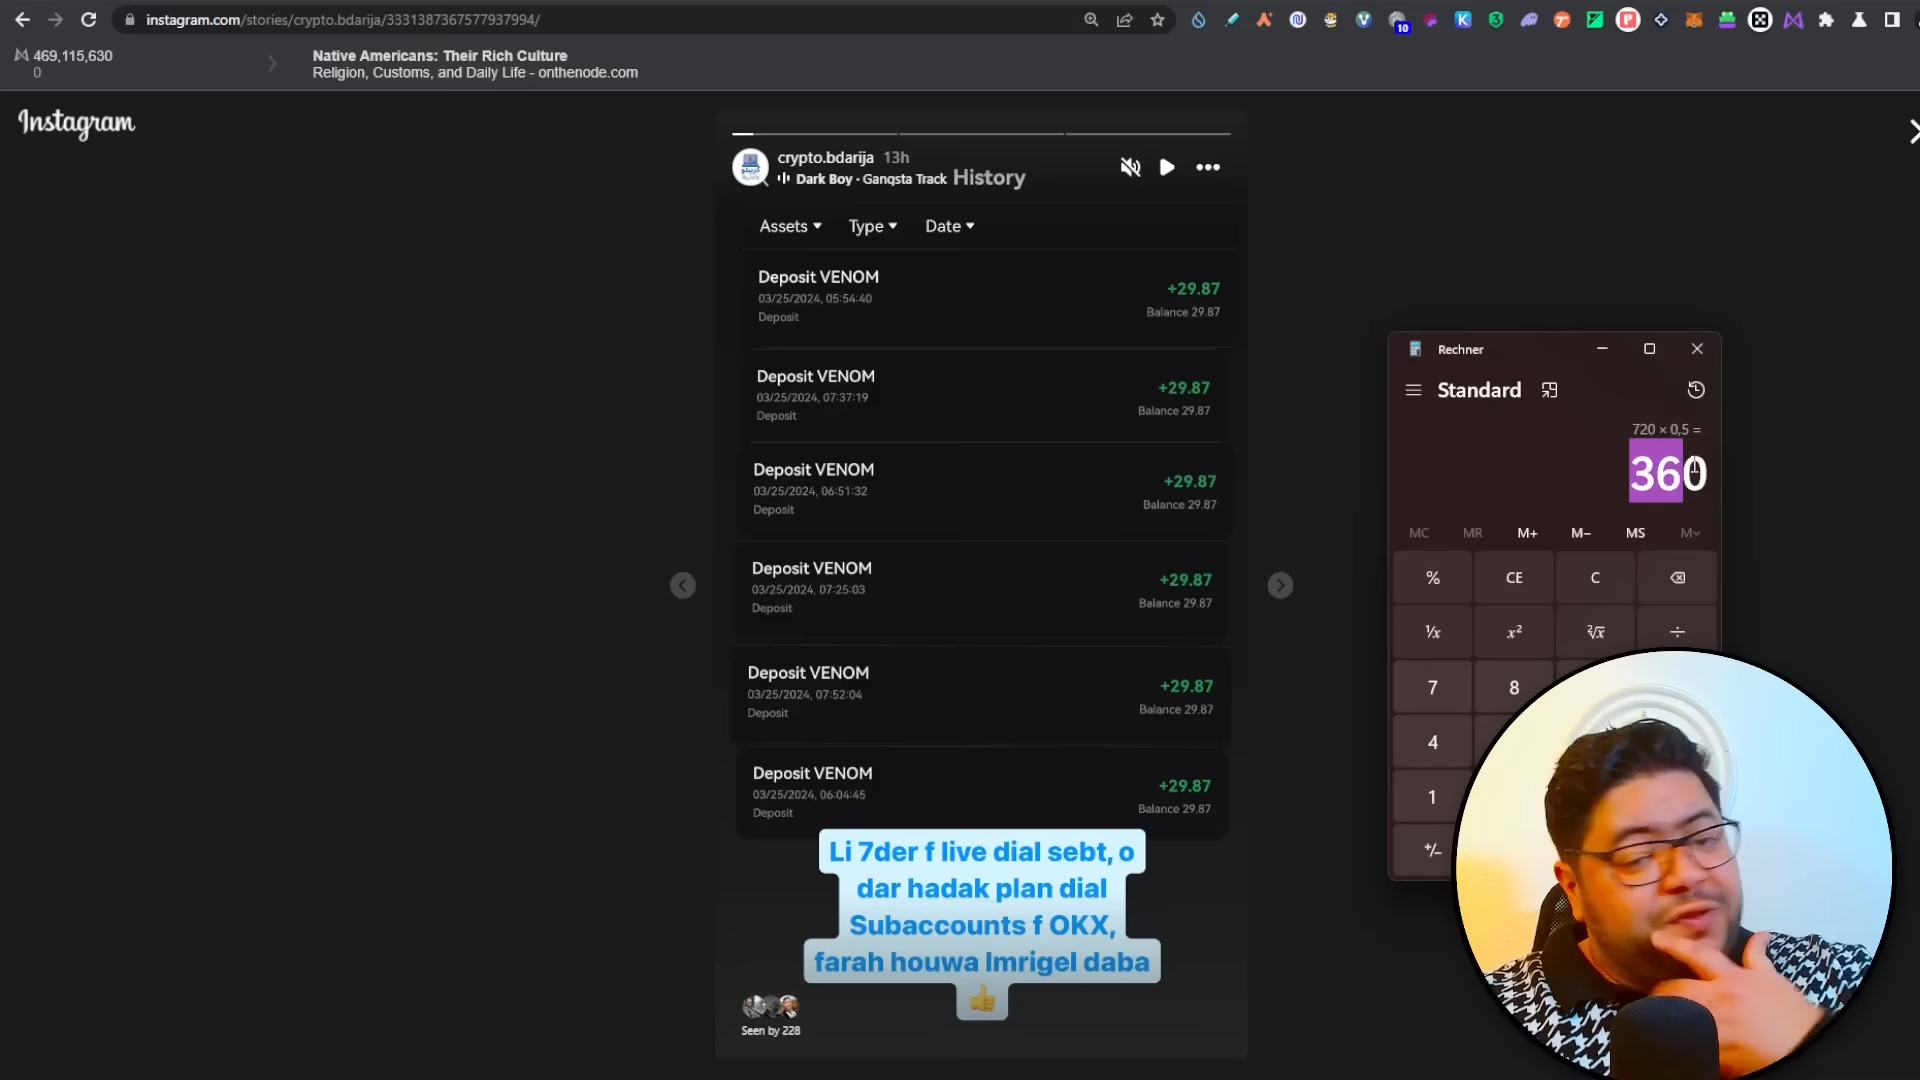 instagram.com/stories/crypto.bdarija/3331387367577937994/
10
469,115,630
0
Native Americans: Their Rich Culture
Religion, Customs, and Daily Life - onthenode.com
Instagram
crypto.bdarija 13h
Dark Boy · Gangsta Track
History
Assets Type Date
Deposit VENOM
+29.87
03/25/2024, 05:54:40
Balance 29.87
Deposit
Deposit VENOM
+29.87
03/25/2024, 07:37:19
Balance 29.87
Deposit
Deposit VENOM
+29.87
03/25/2024, 06:51:32
Balance 29.87
Deposit
Deposit VENOM
+29.87
03/25/2024, 07:25:03
Balance 29.87
Deposit
Deposit VENOM
+29.87
03/25/2024, 07:52:04
Balance 29.87
Deposit
Deposit VENOM
+29.87
03/25/2024, 06:04:45
Balance 29.87
Deposit
Li 7der f live dial sebt, o
dar hadak plan dial
Subaccounts f OKX,
farah houwa lmrigel daba
👍
Seen by 228
Rechner
Standard
720 × 0,5 =
360
MC MR M+ M− MS M˅
% CE C
¹/x x² ²√x ÷
7 8
4
1
+/−